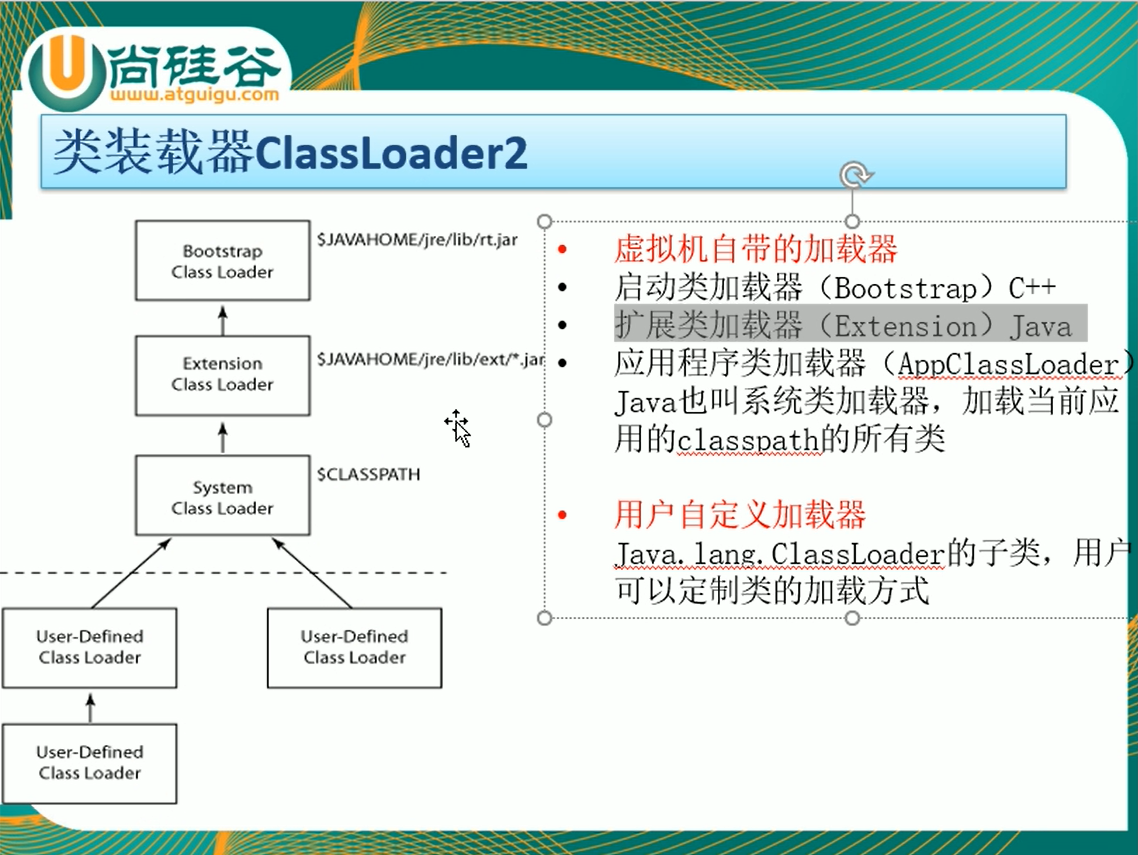 尚硅谷
www.atguigu.com
类装载器ClassLoader2
Bootstrap
Class Loader
$JAVAHOME/jre/lib/rt.jar
Extension
Class Loader
$JAVAHOME/jre/lib/ext/*.jar
System
Class Loader
$CLASSPATH
User-Defined
Class Loader
User-Defined
Class Loader
User-Defined
Class Loader
• 虚拟机自带的加载器
• 启动类加载器（Bootstrap）C++
• 扩展类加载器（Extension）Java
• 应用程序类加载器（AppClassLoader）
Java也叫系统类加载器，加载当前应
用的classpath的所有类
• 用户自定义加载器
Java.lang.ClassLoader的子类，用户
可以定制类的加载方式